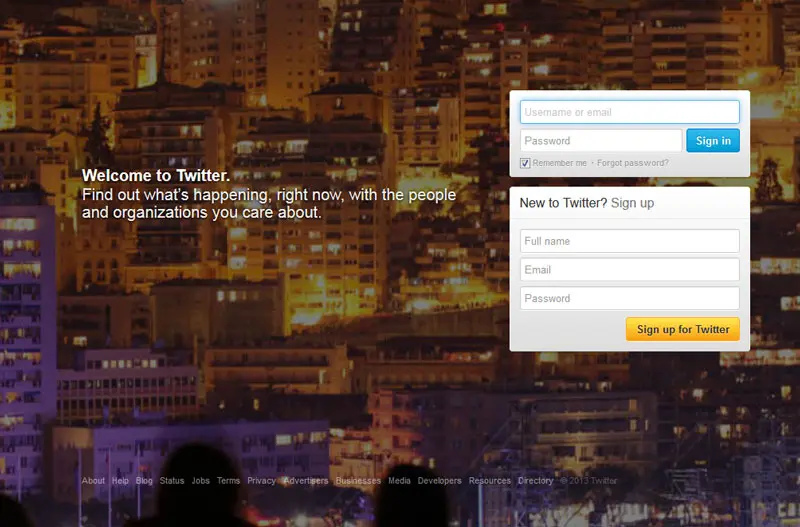 Username or email
Password
Sign in
Remember me · Forgot password?
Welcome to Twitter.
Find out what's happening, right now, with the people
and organizations you care about.
New to Twitter? Sign up
Full name
Email
Password
Sign up for Twitter
About Help Blog Status Jobs Terms Privacy Advertisers Businesses Media Developers Resources Directory © 2013 Twitter